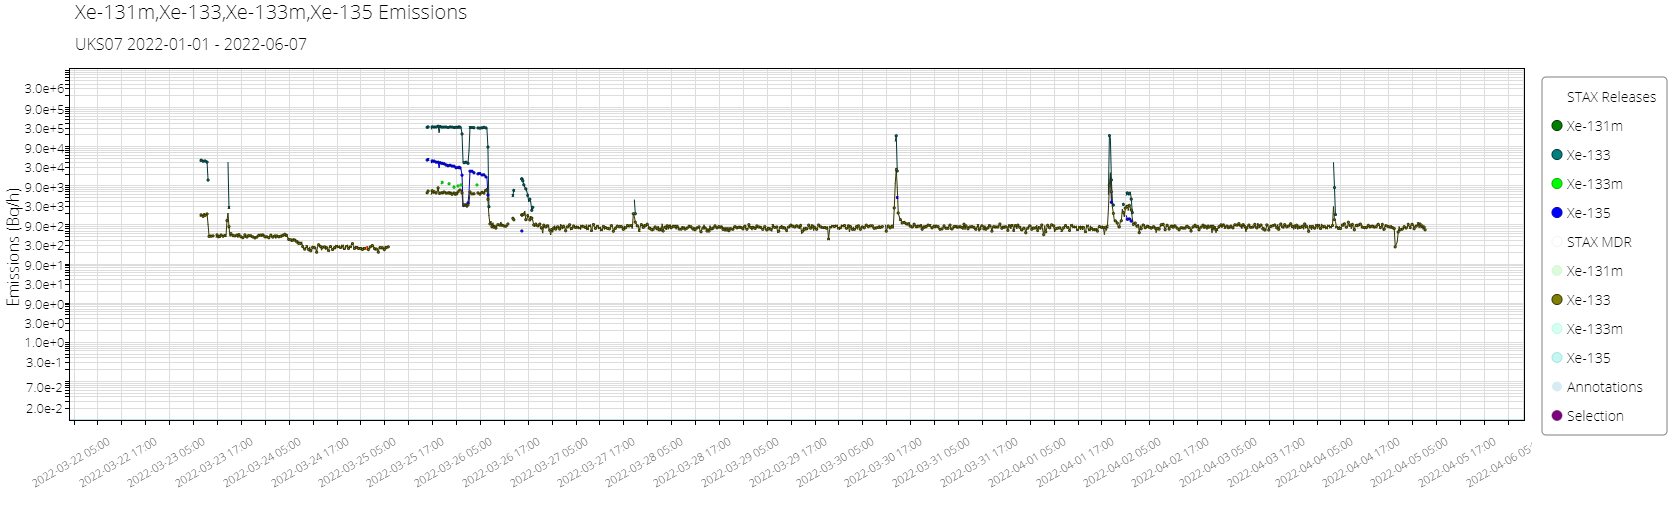 Xe-131m,Xe-133,Xe-133m,Xe-135 Emissions
UKS07 2022-01-01 - 2022-06-07
Emissions (Bq/h)
3.0e+6
9.0e+5
3.0e+5
9.0e+4
3.0e+4
9.0e+3
3.0e+3
9.0e+2
3.0e+2
9.0e+1
3.0e+1
9.0e+0
3.0e+0
1.0e+0
3.0e-1
7.0e-2
2.0e-2
2022-03-22 05:00
2022-03-22 17:00
2022-03-23 05:00
2022-03-23 17:00
2022-03-24 05:00
2022-03-24 17:00
2022-03-25 05:00
2022-03-25 17:00
2022-03-26 05:00
2022-03-26 17:00
2022-03-27 05:00
2022-03-27 17:00
2022-03-28 05:00
2022-03-28 17:00
2022-03-29 05:00
2022-03-29 17:00
2022-03-30 05:00
2022-03-30 17:00
2022-03-31 05:00
2022-03-31 17:00
2022-04-01 05:00
2022-04-01 17:00
2022-04-02 05:00
2022-04-02 17:00
2022-04-03 05:00
2022-04-03 17:00
2022-04-04 05:00
2022-04-04 17:00
2022-04-05 05:00
2022-04-05 17:00
2022-04-06
STAX Releases
Xe-131m
Xe-133
Xe-133m
Xe-135
STAX MDR
Xe-131m
Xe-133
Xe-133m
Xe-135
Annotations
Selection